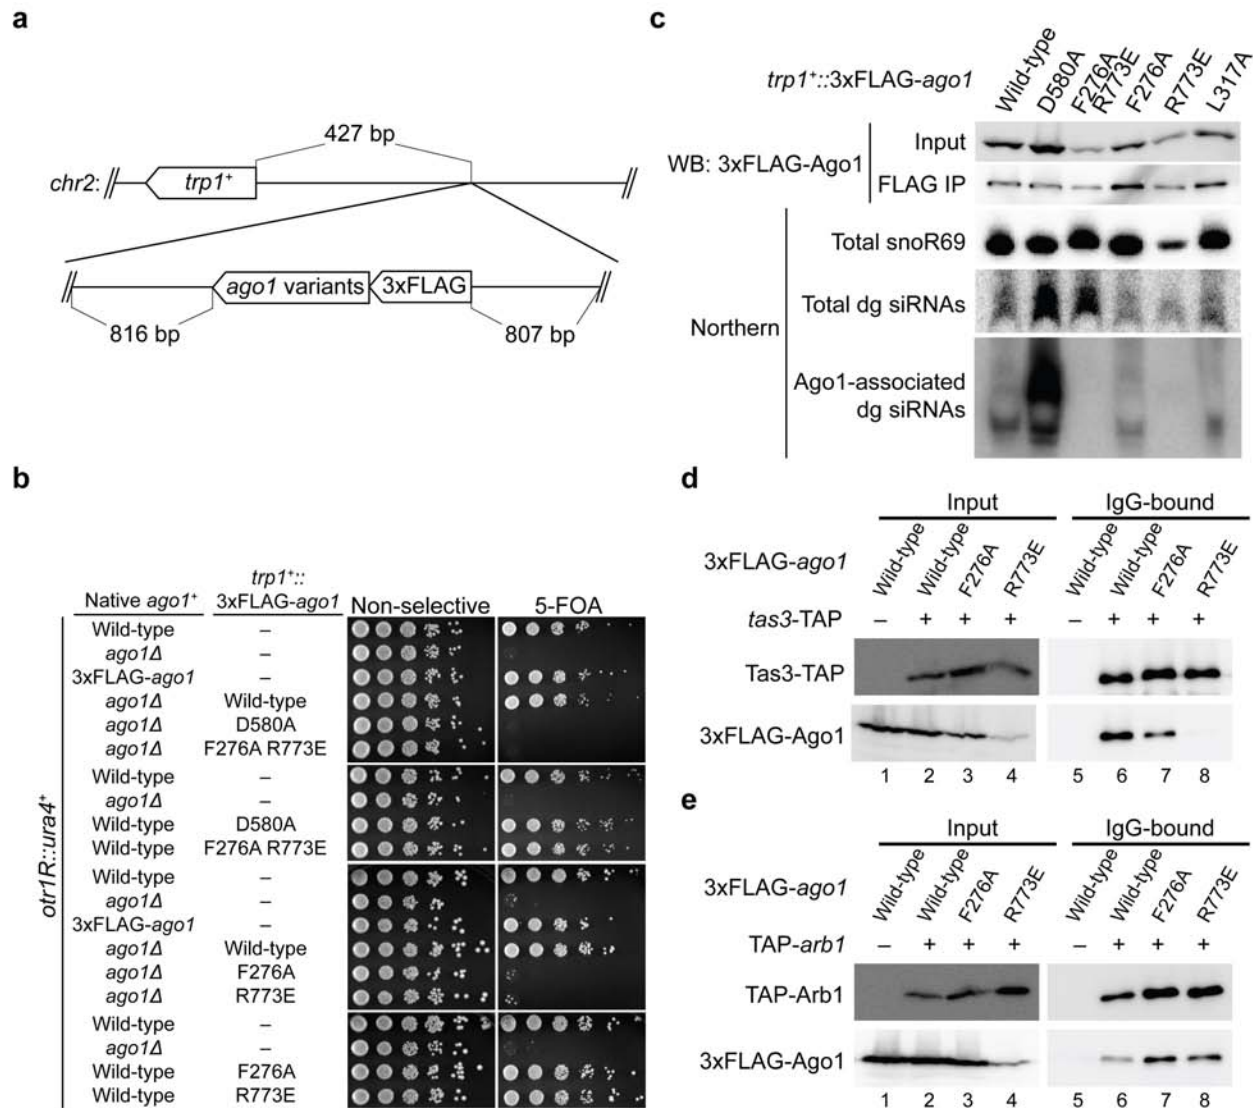 a
427 bp
chr2:
trp1⁺
ago1 variants
3xFLAG
816 bp
807 bp
b
Native ago1⁺
trp1⁺::
3xFLAG-ago1
Non-selective
5-FOA
otr1R::ura4⁺
Wild-type –
ago1Δ –
3xFLAG-ago1 –
ago1Δ Wild-type
ago1Δ D580A
ago1Δ F276A R773E
Wild-type –
ago1Δ –
Wild-type D580A
Wild-type F276A R773E
Wild-type –
ago1Δ –
3xFLAG-ago1 –
ago1Δ Wild-type
ago1Δ F276A
ago1Δ R773E
Wild-type –
ago1Δ –
Wild-type F276A
Wild-type R773E
c
trp1⁺::3xFLAG-ago1
Wild-type
D580A
F276A
R773E
F276A
R773E
L317A
WB: 3xFLAG-Ago1
Input
FLAG IP
Northern
Total snoR69
Total dg siRNAs
Ago1-associated
dg siRNAs
d
Input IgG-bound
3xFLAG-ago1
Wild-type
Wild-type
F276A
R773E
Wild-type
Wild-type
F276A
R773E
tas3-TAP – + + + – + + +
Tas3-TAP
3xFLAG-Ago1
1 2 3 4 5 6 7 8
e
Input IgG-bound
3xFLAG-ago1
Wild-type
Wild-type
F276A
R773E
Wild-type
Wild-type
F276A
R773E
TAP-arb1 – + + + – + + +
TAP-Arb1
3xFLAG-Ago1
1 2 3 4 5 6 7 8